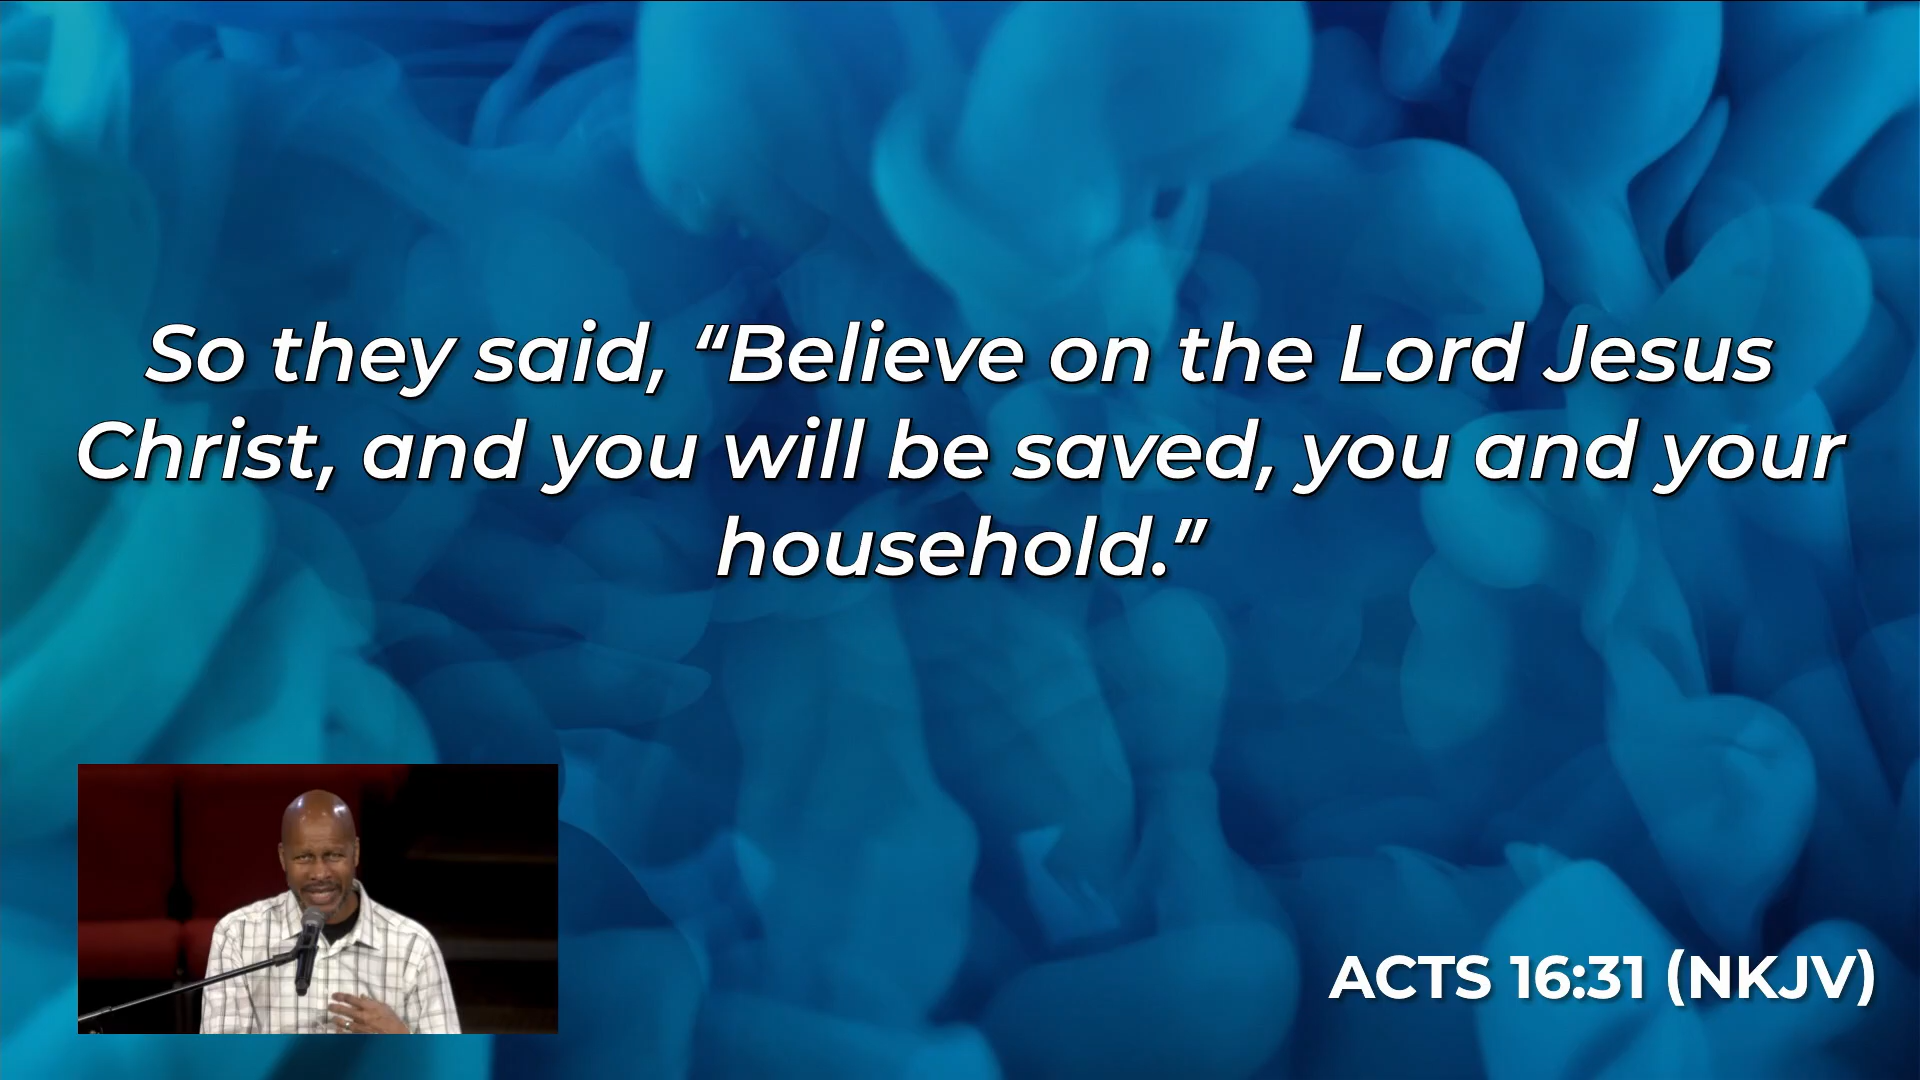 So they said, “Believe on the Lord Jesus
Christ, and you will be saved, you and your
household.”
ACTS 16:31 (NKJV)